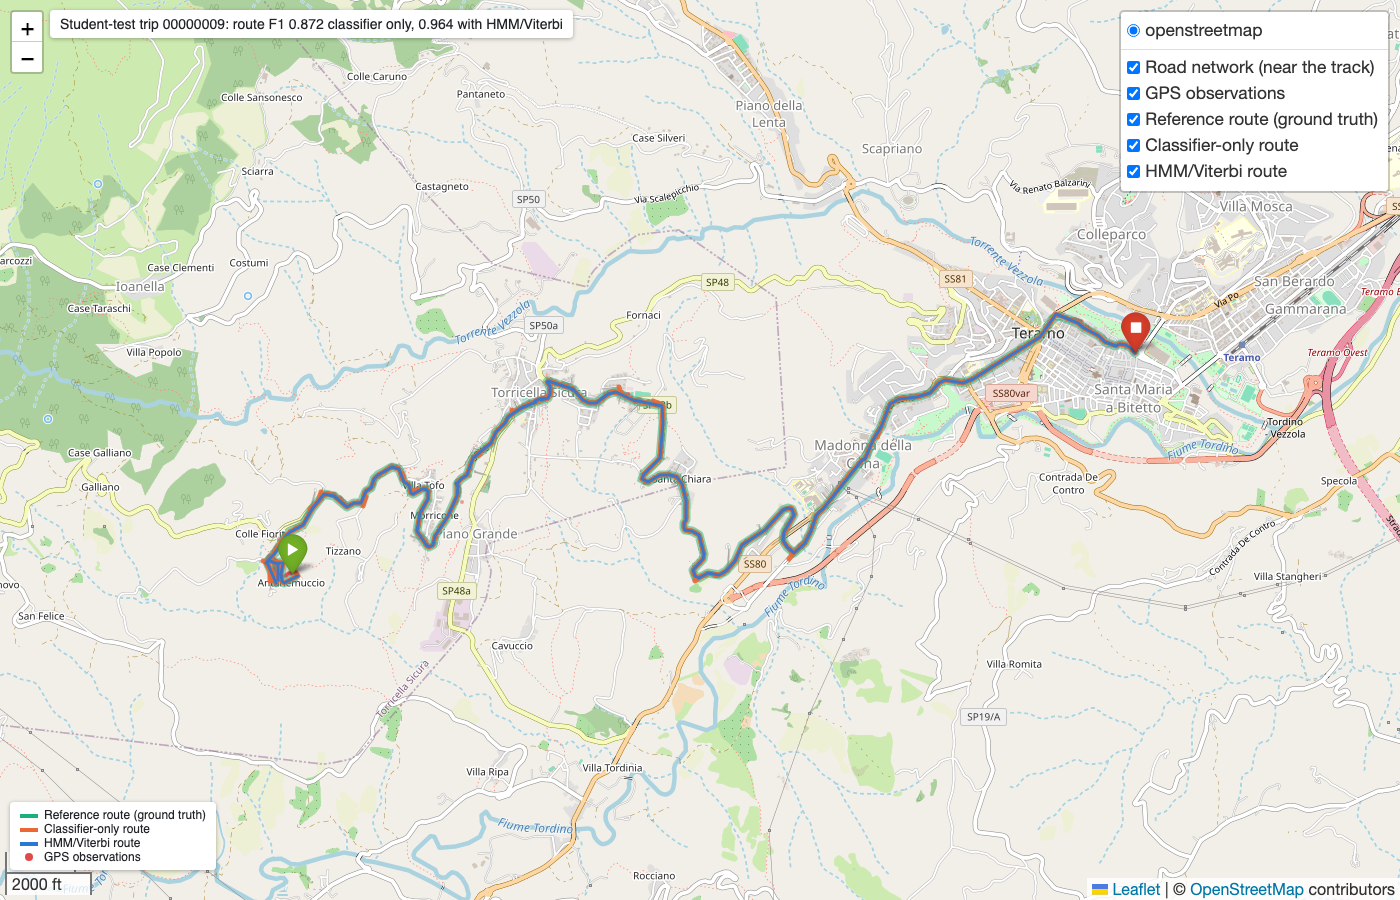 +
−
Student-test trip 00000009: route F1 0.872 classifier only, 0.964 with HMM/Viterbi
openstreetmap
Road network (near the track)
GPS observations
Reference route (ground truth)
Classifier-only route
HMM/Viterbi route
Colle Caruno
Colle Sansonesco
Pantaneto
Piano della
Lenta
Case Silveri
Scapriano
Sciarra
Castagneto
SP50
Via Scalepicchio
Via Renato Balzarini
Villa Mosca
Colleparco
Torrente Vezzola
Costumi
Case Clementi
Ioanella
Case Taraschi
SP48
SS81
San Berardo
Via Po
Gammarana
Fornaci
SP50a
Torrente Vezzola
Teramo
Villa Popolo
Teramo
Teramo Ovest
Torricella Sicura
SS80var
Santa Maria
a Bitetto
Tordino
Vezzola
Fiume Tordino
Madonna della
Cona
Case Galliano
Galliano
Villa Tofo
Santa Chiara
Contrada De
Contro
Specola
Morricone
Piano Grande
Tizzano
SS80
Contrada De Contro
Villa Stangheri
Fiume Tordino
SP48a
San Felice
Cavuccio
Villa Romita
Torricella Sicura
SP19/A
Villa Ripa
Villa Tordinia
Fiume Tordino
Rocciano
Reference route (ground truth)
Classifier-only route
HMM/Viterbi route
GPS observations
2000 ft
Leaflet | © OpenStreetMap contributors